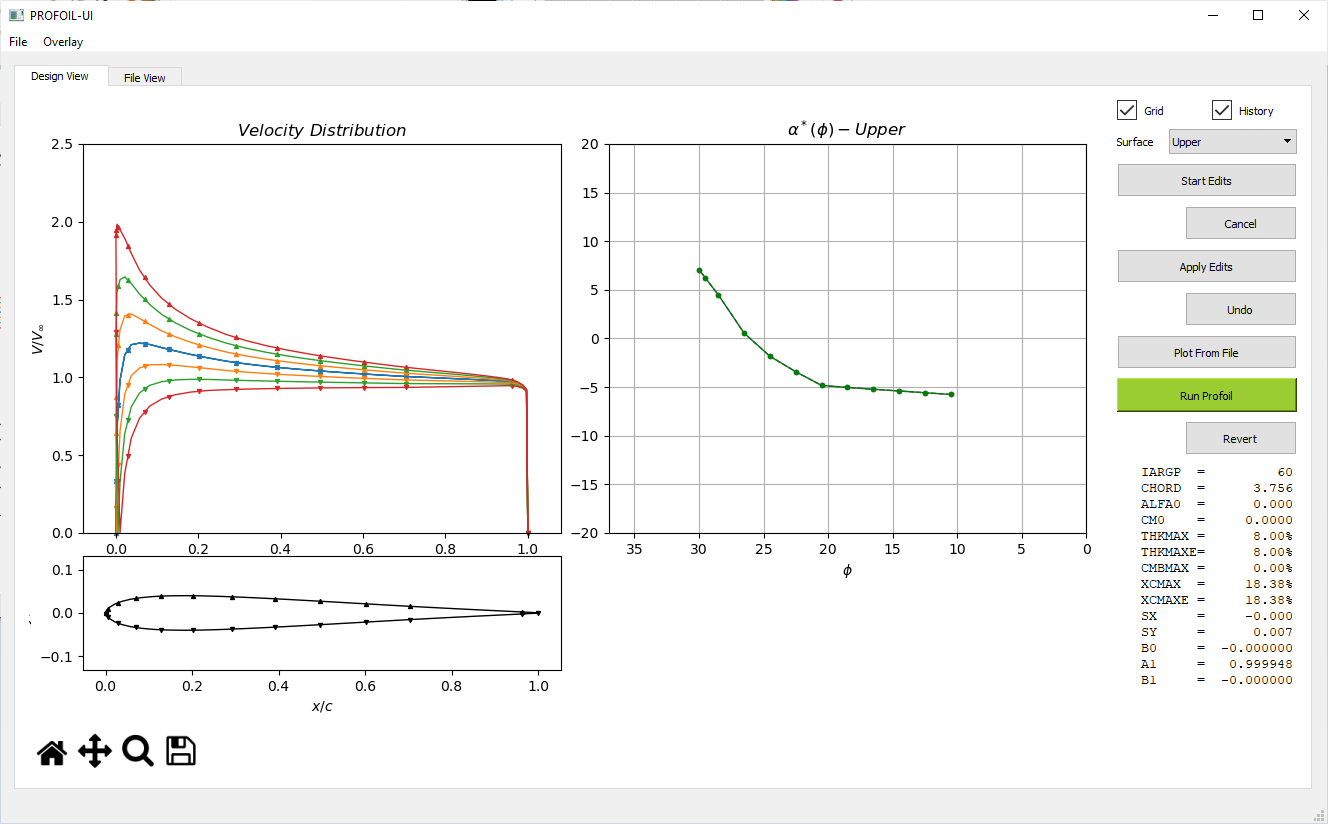 PROFOIL-UI
File Overlay
Design View File View
Velocity Distribution
2.5
2.0
1.5
1.0
0.5
0.0
V/V∞
0.0 0.2 0.4 0.6 0.8 1.0
0.1
0.0
−0.1
0.0 0.2 0.4 0.6 0.8 1.0
x/c
α*(ϕ) − Upper
20
15
10
5
0
−5
−10
−15
−20
35 30 25 20 15 10 5 0
ϕ
Grid History
Surface Upper
Start Edits
Cancel
Apply Edits
Undo
Plot From File
Run Profoil
Revert
IARGP = 60
CHORD = 3.756
ALFA0 = 0.000
CM0 = 0.0000
THKMAX = 8.00%
THKMAXE= 8.00%
CMBMAX = 0.00%
XCMAX = 18.38%
XCMAXE = 18.38%
SX = -0.000
SY = 0.007
B0 = -0.000000
A1 = 0.999948
B1 = -0.000000